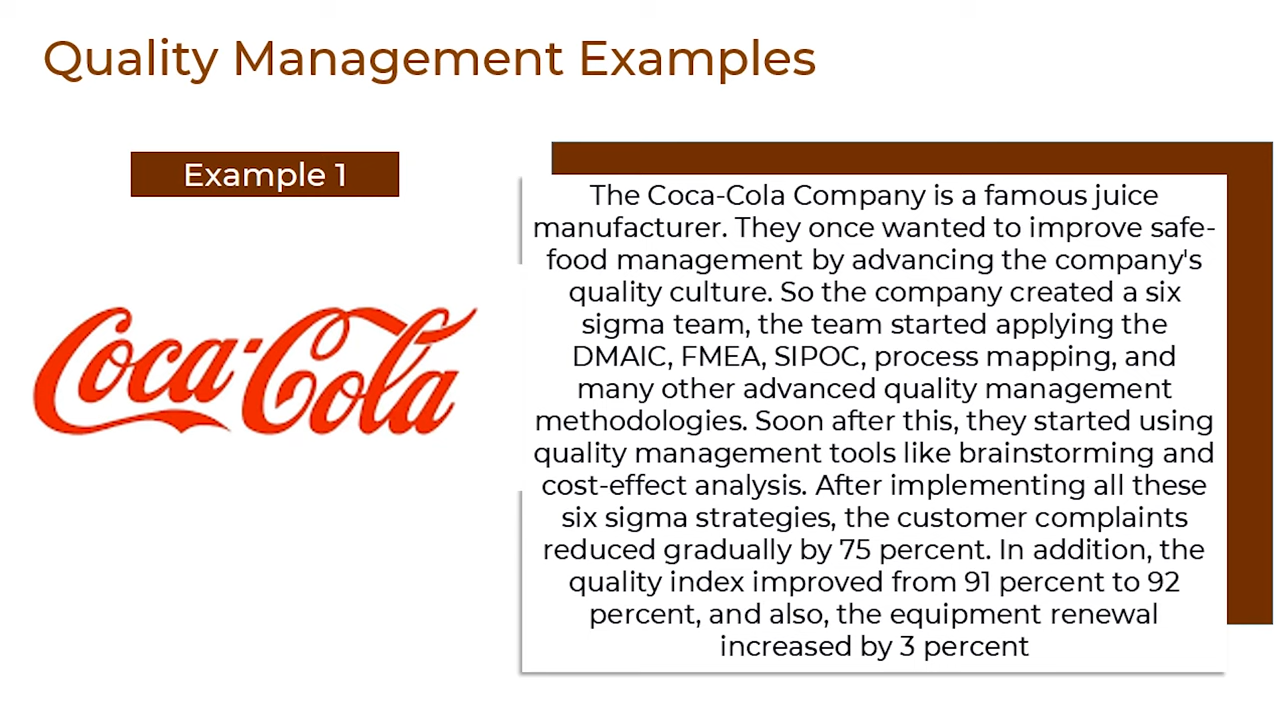 Quality Management Examples
Example 1
Coca-Cola
The Coca-Cola Company is a famous juice
manufacturer. They once wanted to improve safe-
food management by advancing the company's
quality culture. So the company created a six
sigma team, the team started applying the
DMAIC, FMEA, SIPOC, process mapping, and
many other advanced quality management
methodologies. Soon after this, they started using
quality management tools like brainstorming and
cost-effect analysis. After implementing all these
six sigma strategies, the customer complaints
reduced gradually by 75 percent. In addition, the
quality index improved from 91 percent to 92
percent, and also, the equipment renewal
increased by 3 percent